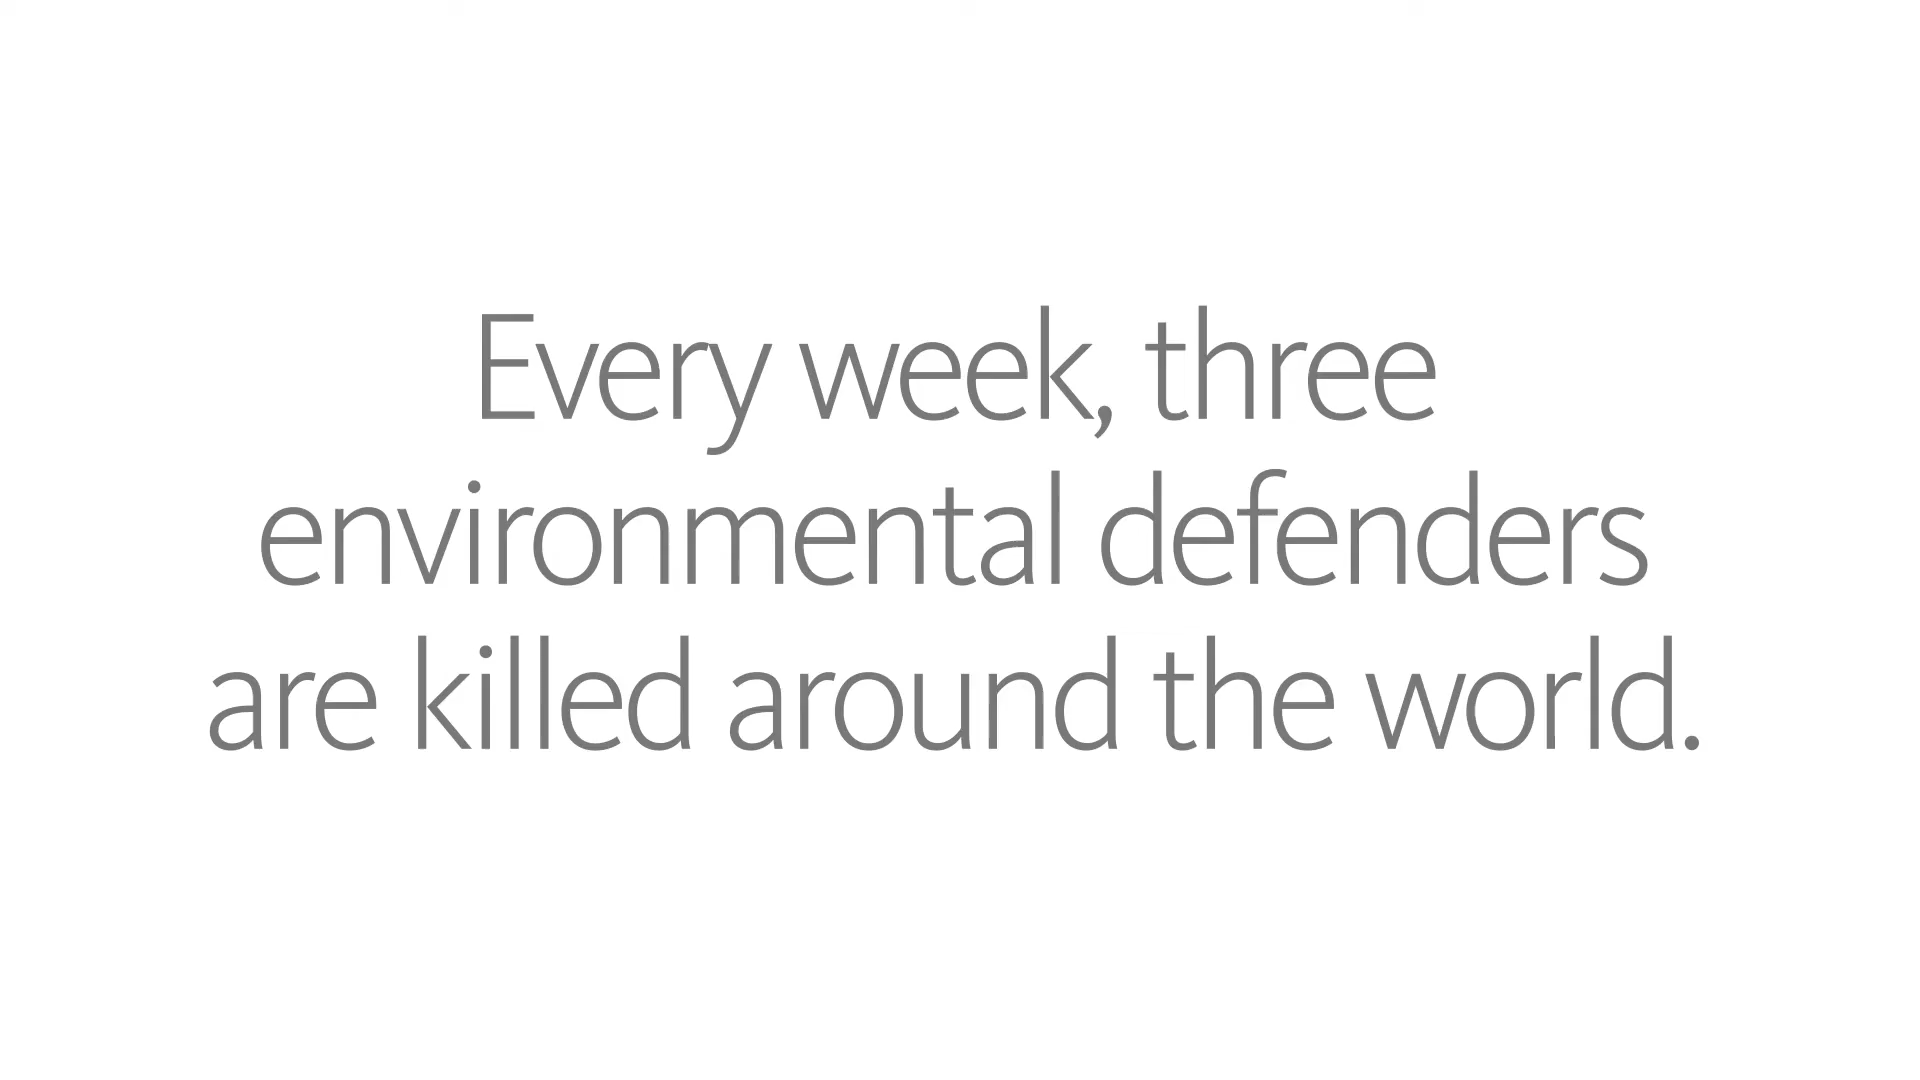 Every week, three
environmental defenders
are killed around the world.